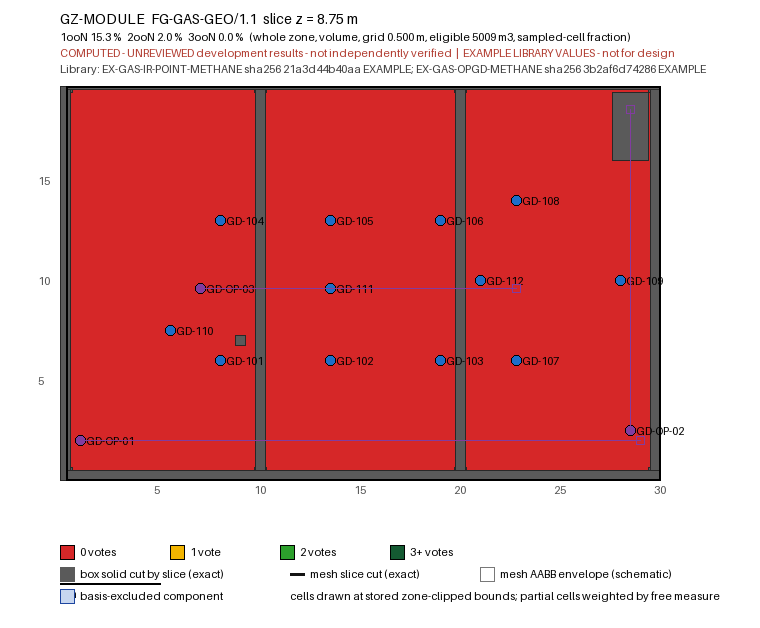 GZ-MODULE FG-GAS-GEO/1.1 slice z = 8.75 m
1ooN 15.3 % 2ooN 2.0 % 3ooN 0.0 % (whole zone, volume, grid 0.500 m, eligible 5009 m3, sampled-cell fraction)
COMPUTED - UNREVIEWED development results - not independently verified | EXAMPLE LIBRARY VALUES - not for design
Library: EX-GAS-IR-POINT-METHANE sha256 21a3d44b40aa EXAMPLE; EX-GAS-OPGD-METHANE sha256 3b2af6d74286 EXAMPLE
15
GD-108
GD-104 GD-105 GD-106
10
GD-112 GD-109
GD-OP-03 GD-111
GD-110
GD-101 GD-102 GD-103 GD-107
5
GD-OP-02
GD-OP-01
5 10 15 20 25 30
0 votes 1 vote 2 votes 3+ votes
box solid cut by slice (exact) mesh slice cut (exact) mesh AABB envelope (schematic)
basis-excluded component cells drawn at stored zone-clipped bounds; partial cells weighted by free measure